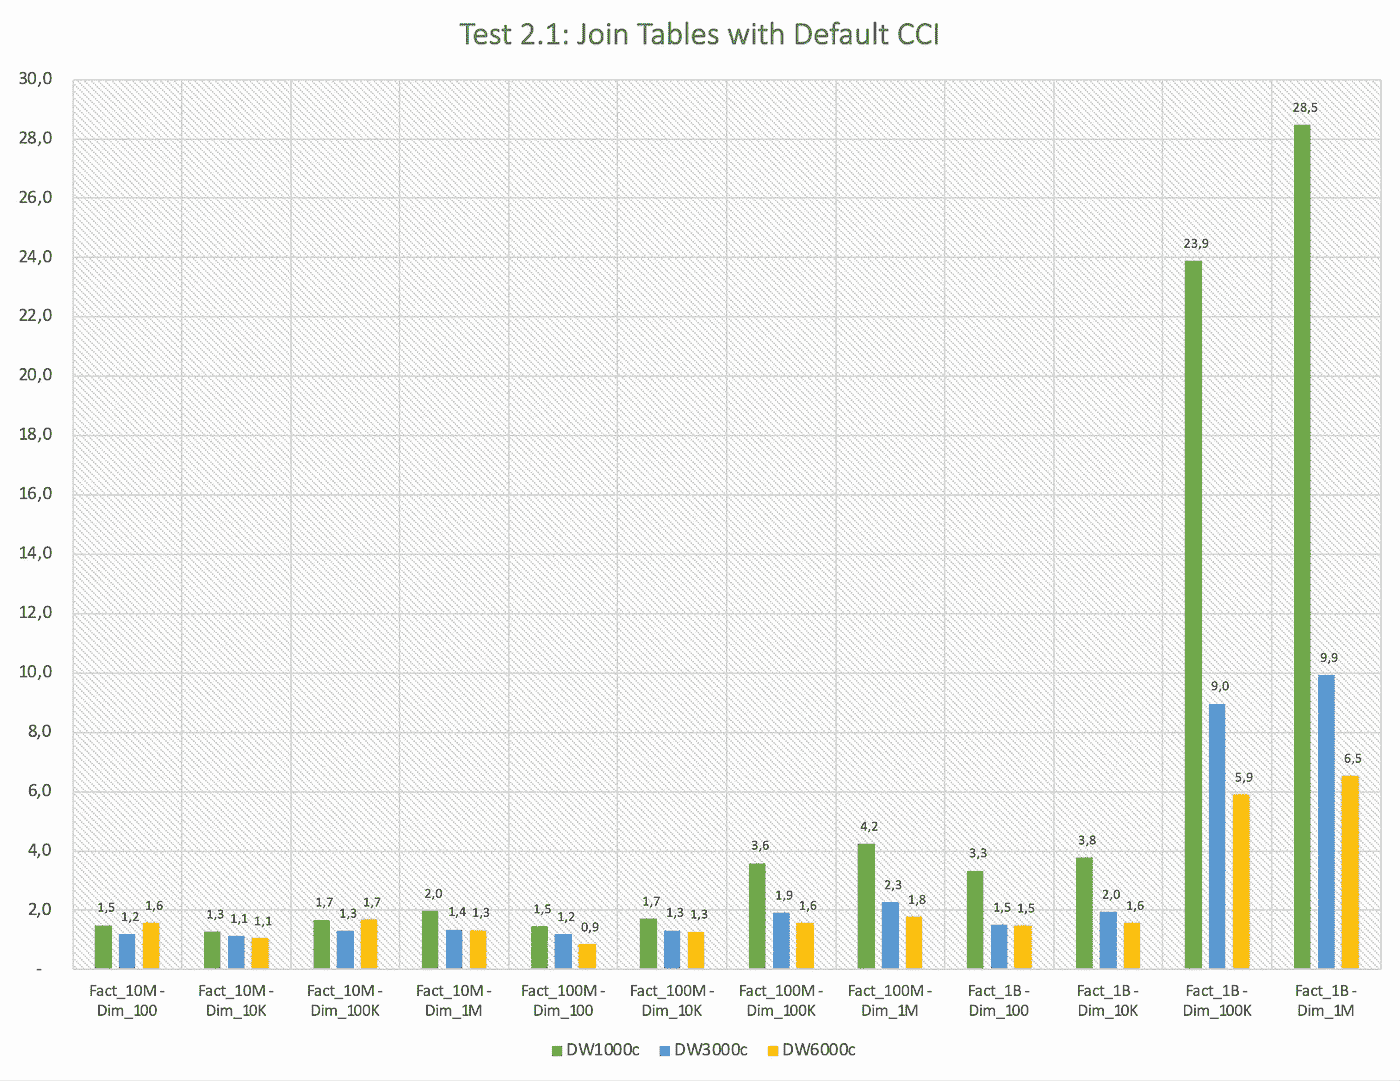 Test 2.1: Join Tables with Default CCI
30,0
28,0
26,0
24,0
22,0
20,0
18,0
16,0
14,0
12,0
10,0
8,0
6,0
4,0
2,0
-
1,5 1,2 1,6
1,3 1,1 1,1
1,7 1,3 1,7
2,0 1,4 1,3
1,5 1,2 0,9
1,7 1,3 1,3
3,6 1,9 1,6
4,2 2,3 1,8
3,3 1,5 1,5
3,8 2,0 1,6
23,9 9,0 5,9
28,5 9,9 6,5
Fact_10M -
Dim_100
Fact_10M -
Dim_10K
Fact_10M -
Dim_100K
Fact_10M -
Dim_1M
Fact_100M -
Dim_100
Fact_100M -
Dim_10K
Fact_100M -
Dim_100K
Fact_100M -
Dim_1M
Fact_1B -
Dim_100
Fact_1B -
Dim_10K
Fact_1B -
Dim_100K
Fact_1B -
Dim_1M
DW1000c DW3000c DW6000c